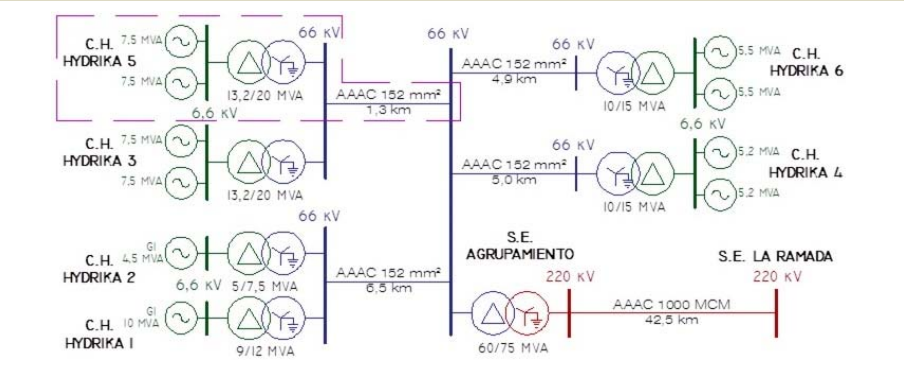 C.H.
HYDRIKA 5
7.5 MVA
7.5 MVA
13,2/20 MVA
66 KV
6,6 KV
C.H.
HYDRIKA 3
7.5 MVA
7.5 MVA
13,2/20 MVA
AAAC 152 mm²
1,3 km
66 KV
C.H.
HYDRIKA 2
GI
4,5 MVA
6,6 KV
5/7,5 MVA
66 KV
C.H.
HYDRIKA I
GI
10 MVA
9/12 MVA
AAAC 152 mm²
6,5 km
AAAC 152 mm²
4,9 km
66 KV
10/15 MVA
5,5 MVA
5,5 MVA
C.H.
HYDRIKA 6
6,6 KV
AAAC 152 mm²
5,0 km
66 KV
10/15 MVA
5,2 MVA
5,2 MVA
C.H.
HYDRIKA 4
S.E.
AGRUPAMIENTO
220 KV
60/75 MVA
AAAC 1000 MCM
42,5 km
S.E. LA RAMADA
220 KV